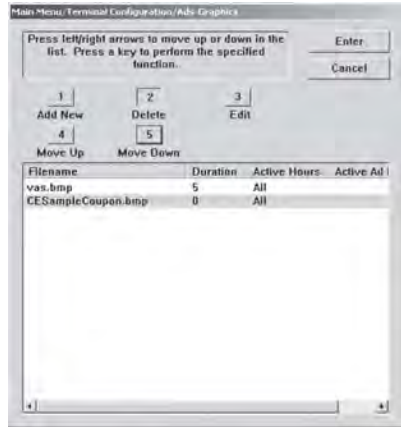 Main Menu/Terminal Configuration/Ads-Graphics
Press left/right arrows to move up or down in the
list. Press a key to perform the specified
function.
Enter
Cancel
1 2 3
Add New Delete Edit
4 5
Move Up Move Down
Filename Duration Active Hours Active Ad
vas.bmp 5 All
CESampleCoupon.bmp 0 All